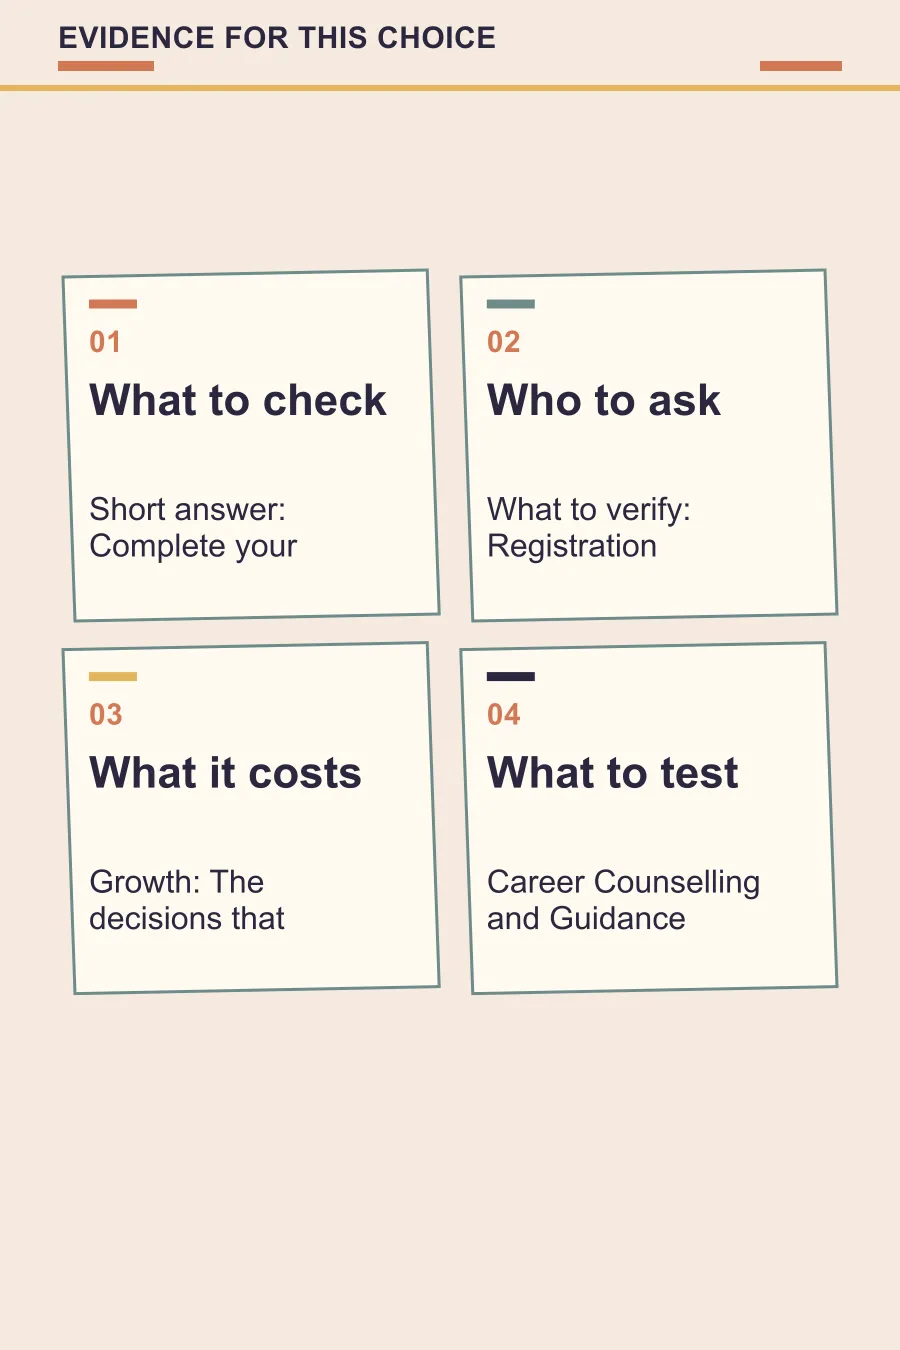 EVIDENCE FOR THIS CHOICE
01
What to check
Short answer:
Complete your
02
Who to ask
What to verify:
Registration
03
What it costs
Growth: The
decisions that
04
What to test
Career Counselling
and Guidance